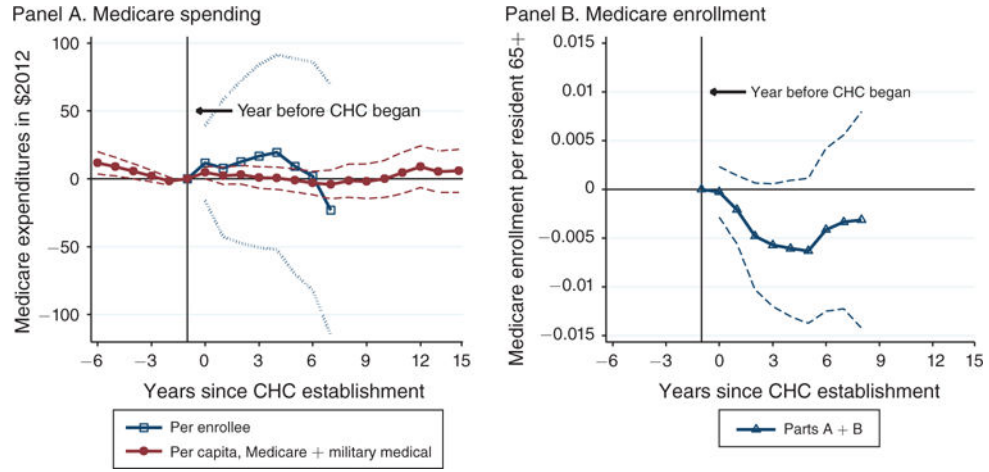 Panel A. Medicare spending
Medicare expenditures in $2012
100
50
0
−50
−100
Year before CHC began
−6 −3 0 3 6 9 12 15
Years since CHC establishment
Per enrollee
Per capita, Medicare + military medical
Panel B. Medicare enrollment
Medicare enrollment per resident 65+
0.015
0.010
0.005
0
−0.005
−0.01
−0.015
Year before CHC began
−6 −3 0 3 6 9 12 15
Years since CHC establishment
Parts A + B